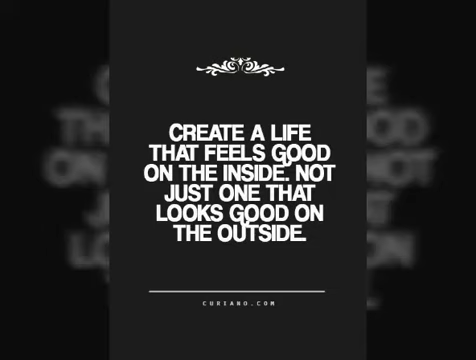 CREATE A LIFE
THAT FEELS GOOD
ON THE INSIDE. NOT
JUST ONE THAT
LOOKS GOOD ON
THE OUTSIDE.
CURIANO.COM